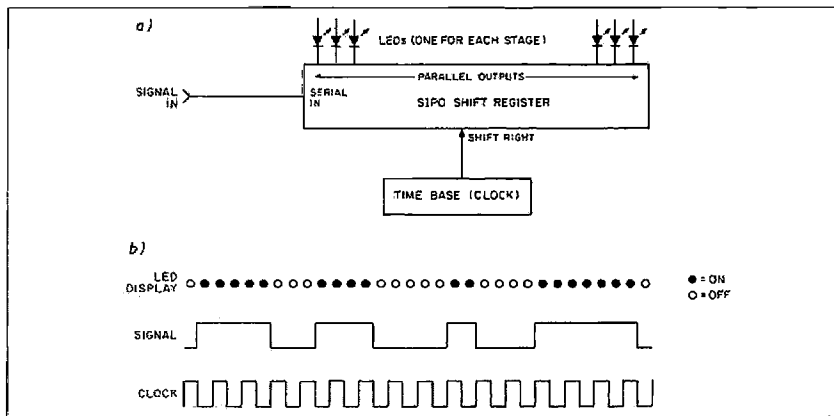 a)
LEDs (ONE FOR EACH STAGE)
PARALLEL OUTPUTS
SIGNAL IN
SERIAL IN
SIPO SHIFT REGISTER
SHIFT RIGHT
TIME BASE (CLOCK)
b)
LED DISPLAY
● = ON
○ = OFF
SIGNAL
CLOCK